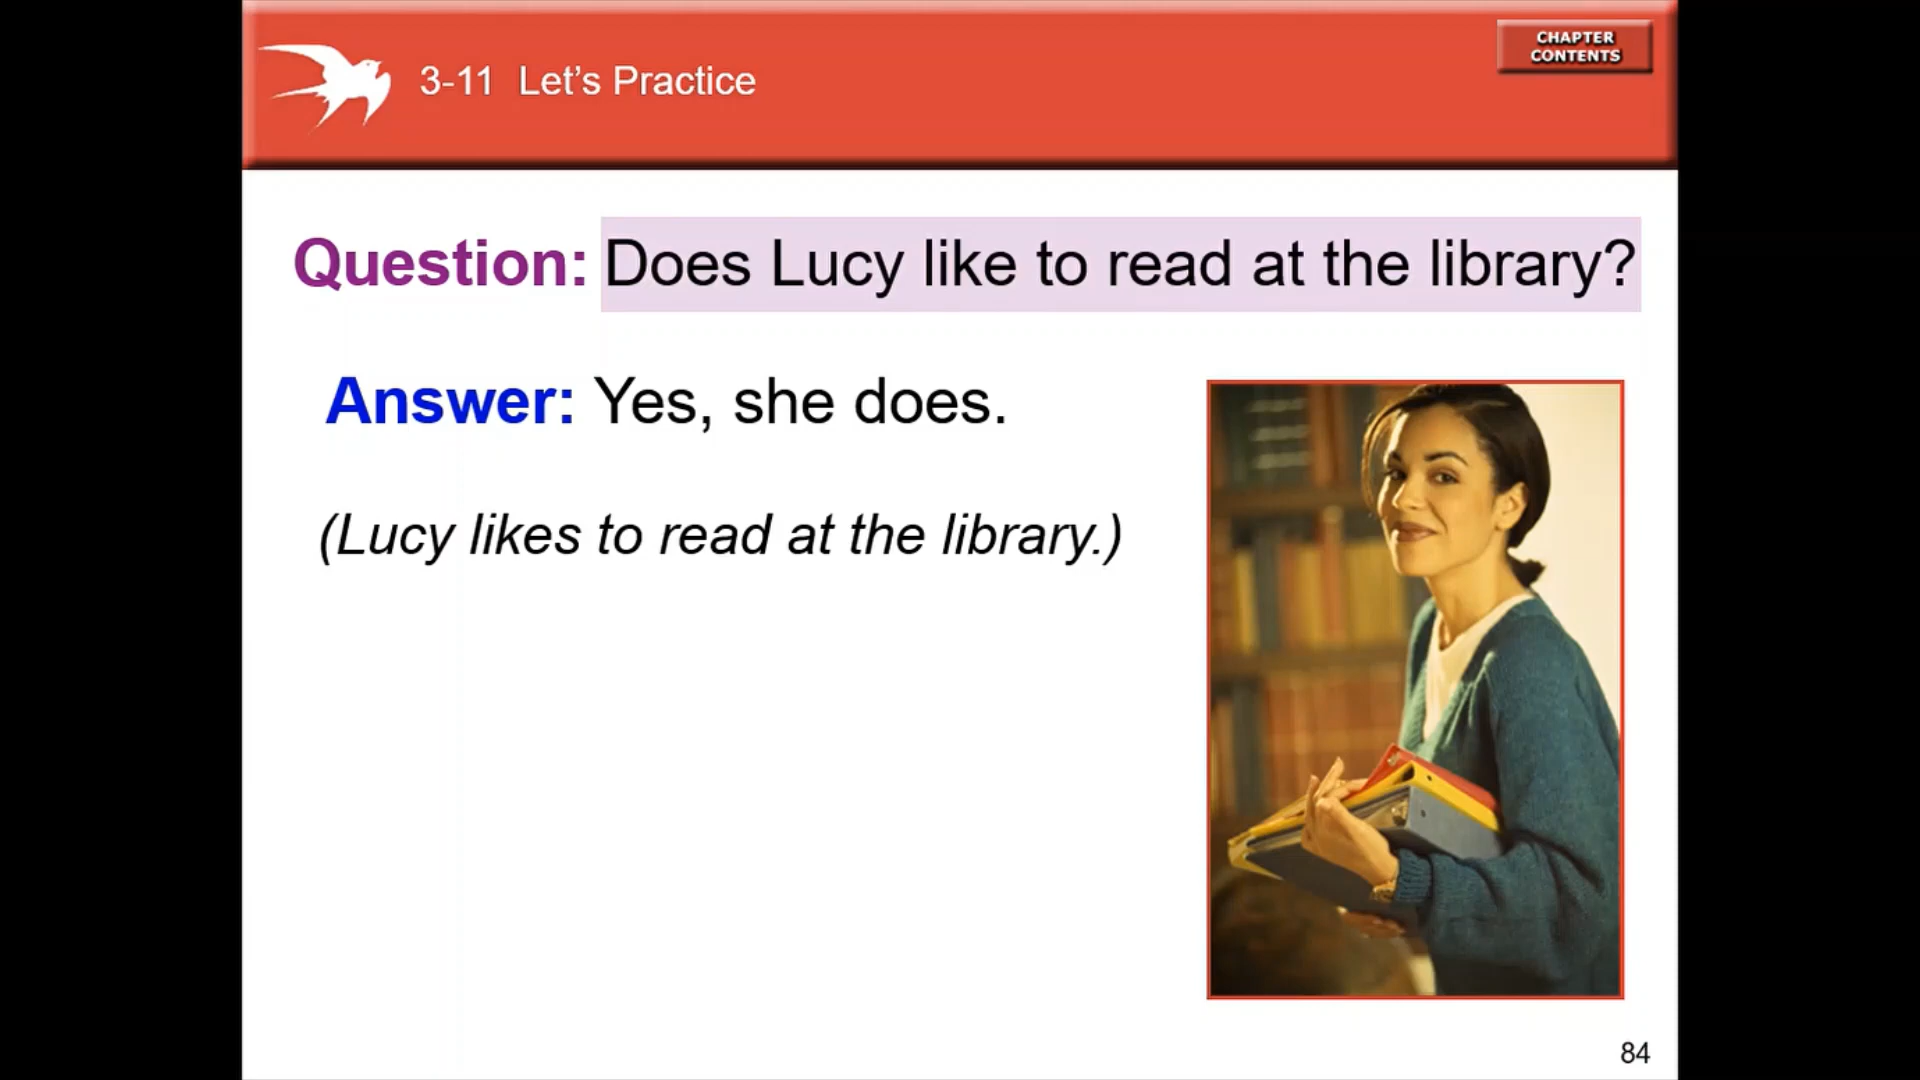 3-11 Let’s Practice
CHAPTER
CONTENTS
Question: Does Lucy like to read at the library?
Answer: Yes, she does.
(Lucy likes to read at the library.)
84